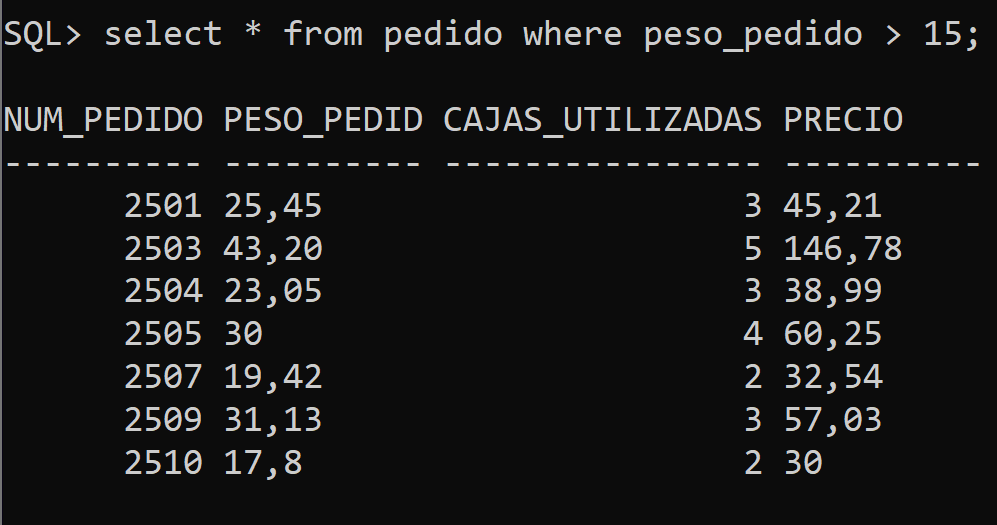 SQL> select * from pedido where peso_pedido > 15;
NUM_PEDIDO PESO_PEDID CAJAS_UTILIZADAS PRECIO
---------- ---------- ---------------- ----------
2501 25,45 3 45,21
2503 43,20 5 146,78
2504 23,05 3 38,99
2505 30 4 60,25
2507 19,42 2 32,54
2509 31,13 3 57,03
2510 17,8 2 30